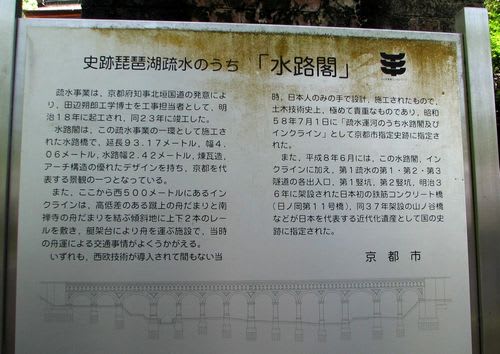 史跡琵琶湖疏水のうち 「水路閣」
疏水事業は、京都府知事北垣国道の発意によ
り、田辺朔郎工学博士を工事担当者として、明
治18年に起工され、同23年に竣工した。
水路閣は、この疏水事業の一環として施工さ
れた水路橋で、延長93.17メートル、幅4.
06メートル、水路幅2.42メートル、煉瓦造、
アーチ構造の優れたデザインを持ち、京都を代
表する景観の一つとなっている。
また、ここから西500メートルにあるインク
ラインは、高低差のある蹴上の舟だまりと南
禅寺の舟だまりを結ぶ傾斜地に上下2本のレー
ルを敷き、艇架台により舟を運ぶ施設で、当時
の舟運による交通事情がよくうかがえる。
いずれも、西欧技術が導入されて間もない当
時、日本人のみの手で設計、施工されたもので、
土木技術史上、極めて貴重なものであり、昭和
58年7月1日に「疏水運河のうち水路閣及び
インクライン」として京都市指定史跡に指定さ
れた。
また、平成8年6月には、この水路閣、イン
クラインに加え、第1疏水の第1・第2・第3
隧道の各出入口、第1竪坑、第2竪坑、明治3
6年に架設された日本初の鉄筋コンクリート橋
(日ノ岡第11号橋)、同37年架設の山ノ谷橋
などが日本を代表する近代化遺産として国の史
跡に指定された。
京都市